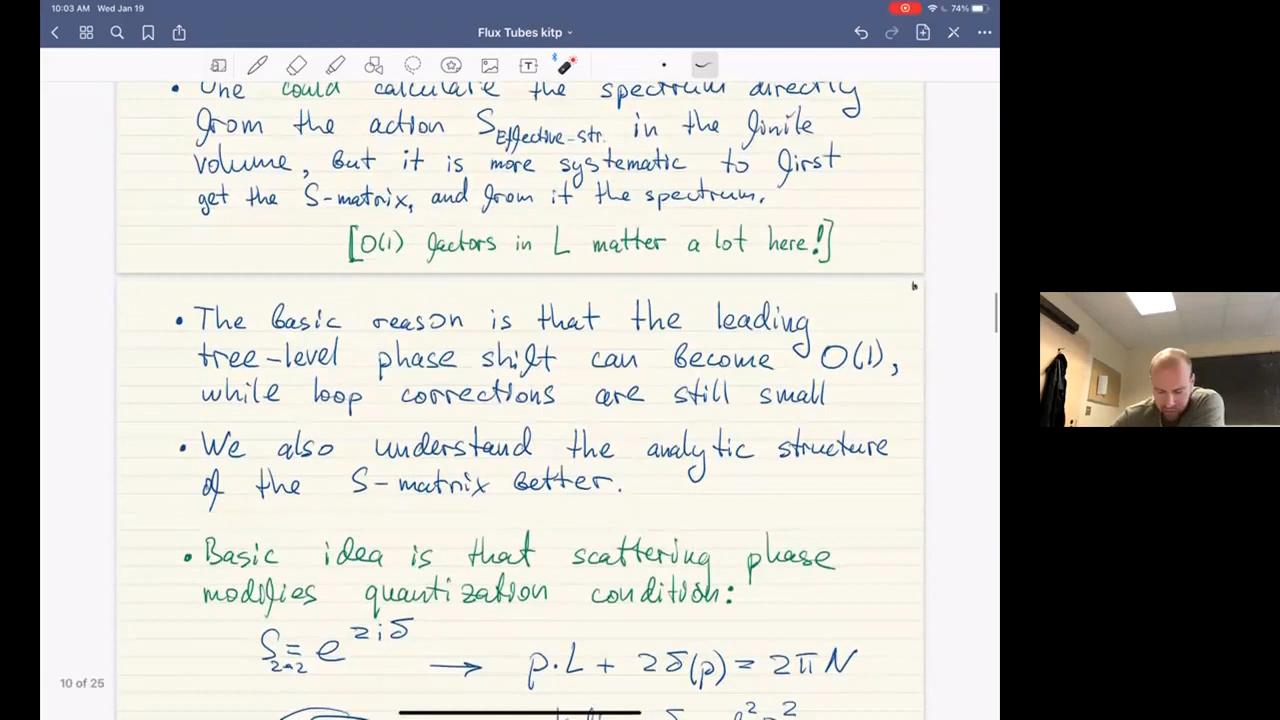 10:03 AM Wed Jan 19
74%
Flux Tubes kitp
• One could calculate the spectrum directly
from the action S_Effective-str. in the finite
volume, but it is more systematic to first
get the S-matrix, and from it the spectrum.
[O(1) factors in L matter a lot here!]
• The basic reason is that the leading
tree-level phase shift can become O(1),
while loop corrections are still small
• We also understand the analytic structure
of the S-matrix better.
• Basic idea is that scattering phase
modifies quantization condition:
S_{2→2} = e^{2iδ} → p·L + 2δ(p) = 2πN
10 of 25